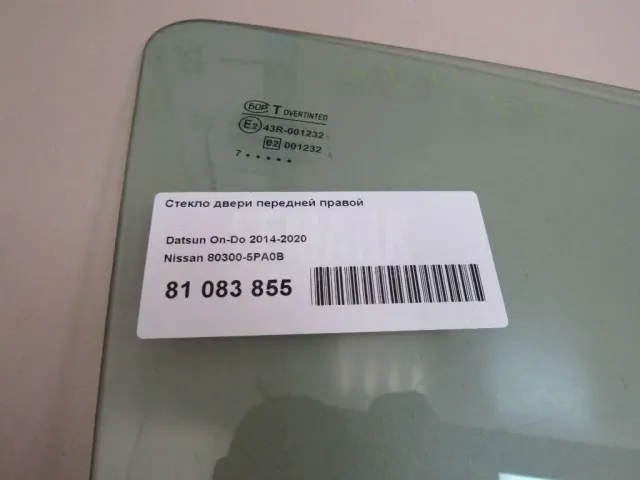 БОР T OVERTINTED
E2 43R-001232
e2 001232
7 . . . . .
Стекло двери передней правой
Datsun On-Do 2014-2020
Nissan 80300-5PA0B
81 083 855